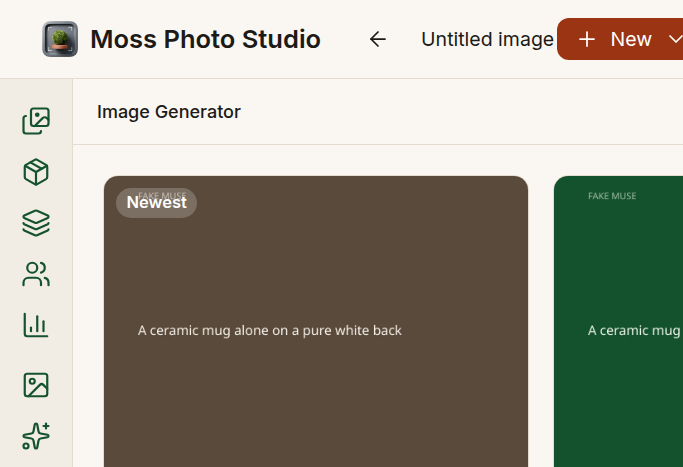 Moss Photo Studio
Untitled image
New
Image Generator
FAKE MUSE
Newest
A ceramic mug alone on a pure white back
FAKE MUSE
A ceramic mug